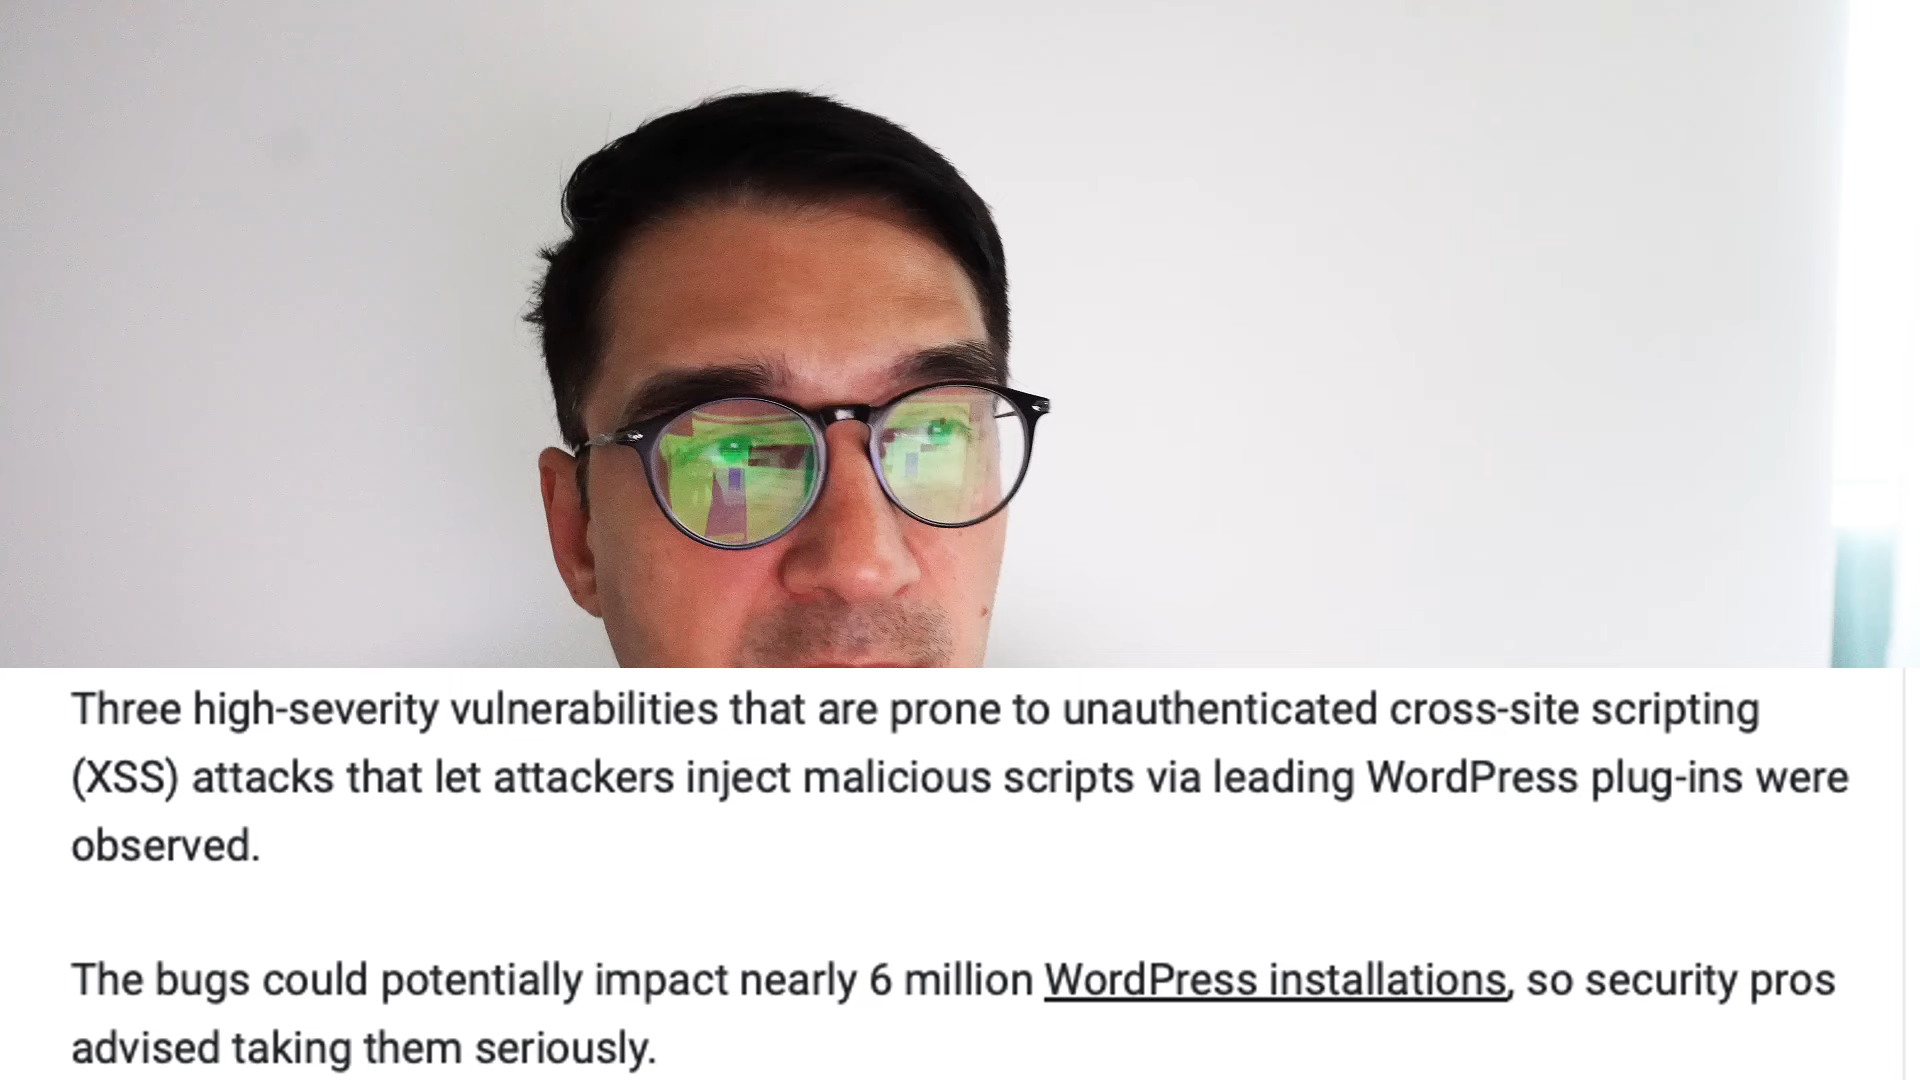 Three high-severity vulnerabilities that are prone to unauthenticated cross-site scripting
(XSS) attacks that let attackers inject malicious scripts via leading WordPress plug-ins were
observed.
The bugs could potentially impact nearly 6 million WordPress installations, so security pros
advised taking them seriously.